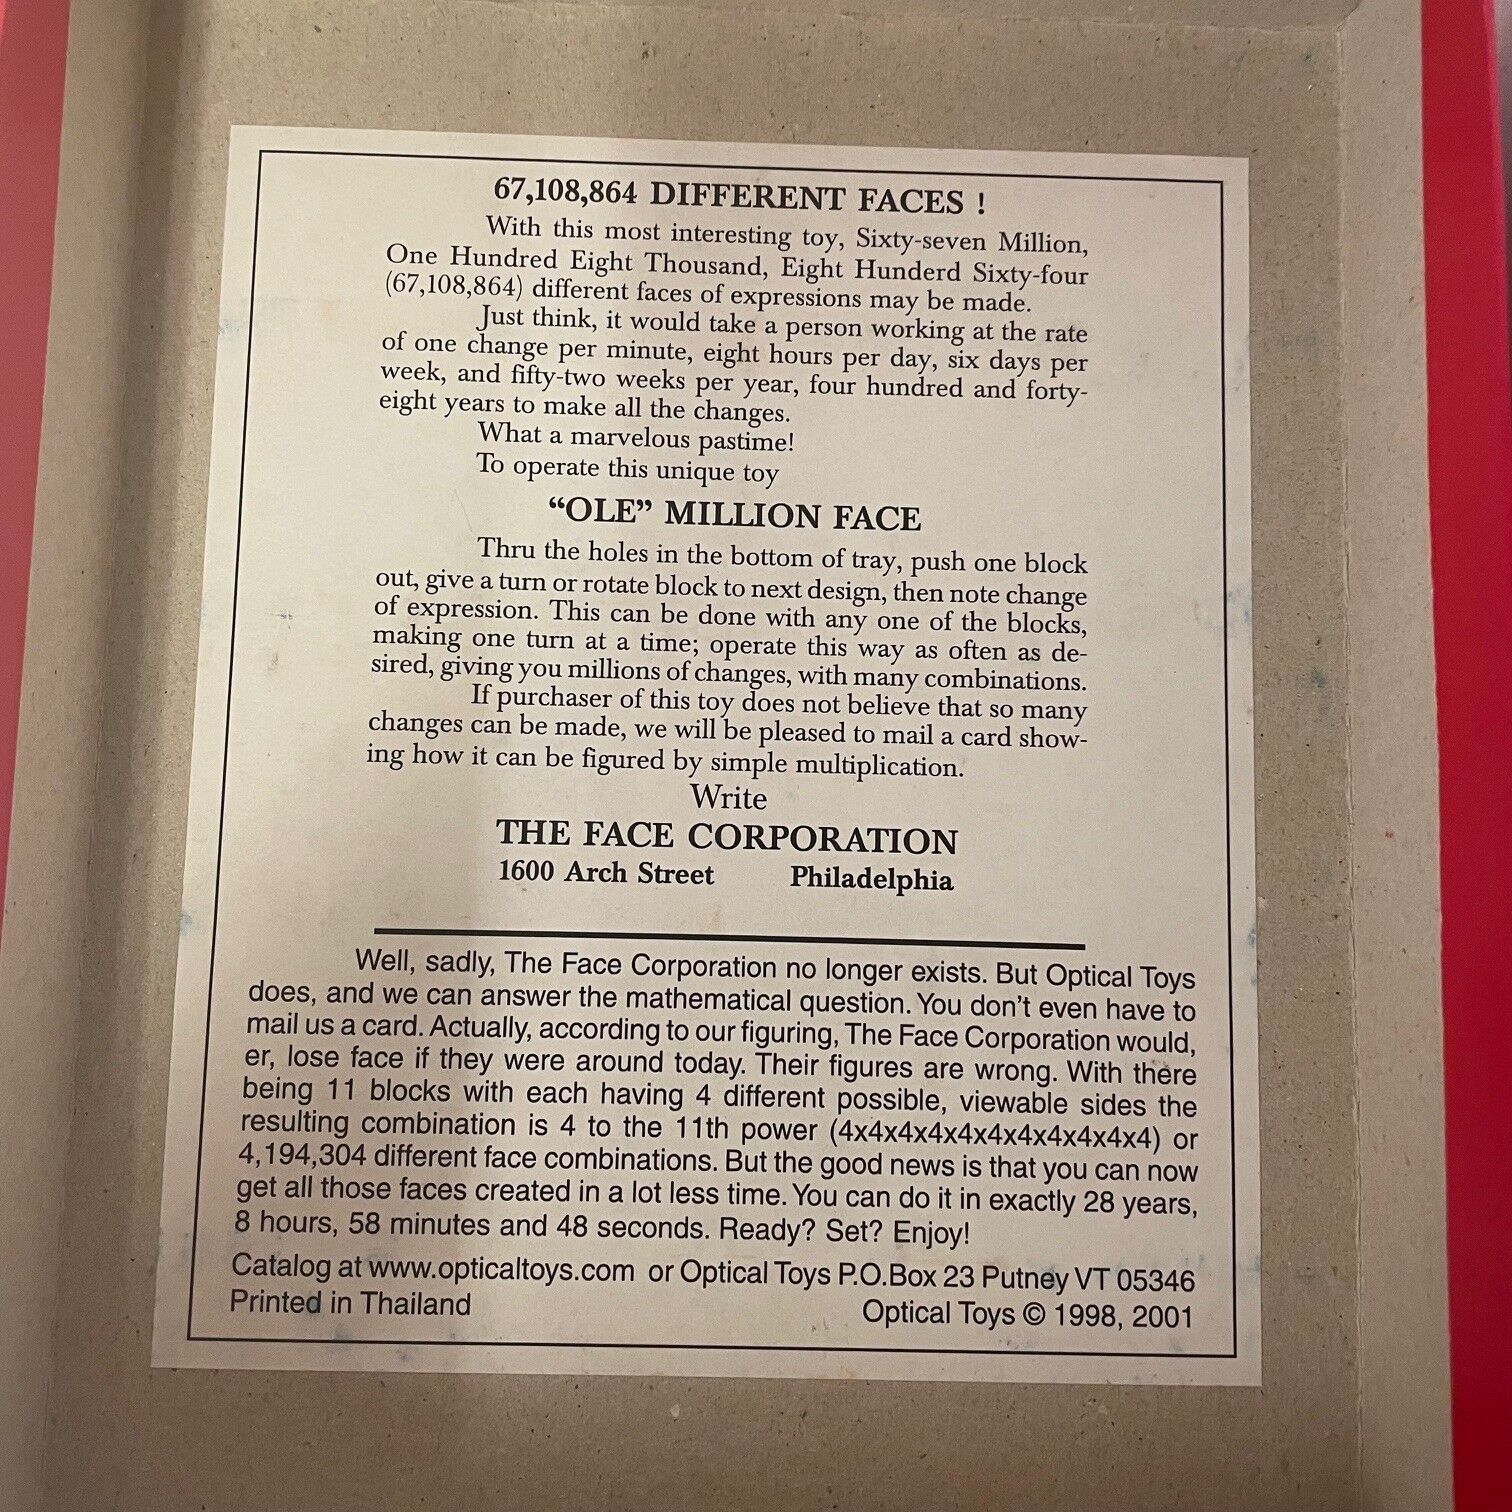 67,108,864 DIFFERENT FACES !
With this most interesting toy, Sixty-seven Million,
One Hundred Eight Thousand, Eight Hunderd Sixty-four
(67,108,864) different faces of expressions may be made.
Just think, it would take a person working at the rate
of one change per minute, eight hours per day, six days per
week, and fifty-two weeks per year, four hundred and forty-
eight years to make all the changes.
What a marvelous pastime!
To operate this unique toy
“OLE” MILLION FACE
Thru the holes in the bottom of tray, push one block
out, give a turn or rotate block to next design, then note change
of expression. This can be done with any one of the blocks,
making one turn at a time; operate this way as often as de-
sired, giving you millions of changes, with many combinations.
If purchaser of this toy does not believe that so many
changes can be made, we will be pleased to mail a card show-
ing how it can be figured by simple multiplication.
Write
THE FACE CORPORATION
1600 Arch Street Philadelphia
Well, sadly, The Face Corporation no longer exists. But Optical Toys
does, and we can answer the mathematical question. You don’t even have to
mail us a card. Actually, according to our figuring, The Face Corporation would,
er, lose face if they were around today. Their figures are wrong. With there
being 11 blocks with each having 4 different possible, viewable sides the
resulting combination is 4 to the 11th power (4x4x4x4x4x4x4x4x4x4x4) or
4,194,304 different face combinations. But the good news is that you can now
get all those faces created in a lot less time. You can do it in exactly 28 years,
8 hours, 58 minutes and 48 seconds. Ready? Set? Enjoy!
Catalog at www.opticaltoys.com or Optical Toys P.O.Box 23 Putney VT 05346
Printed in Thailand Optical Toys © 1998, 2001